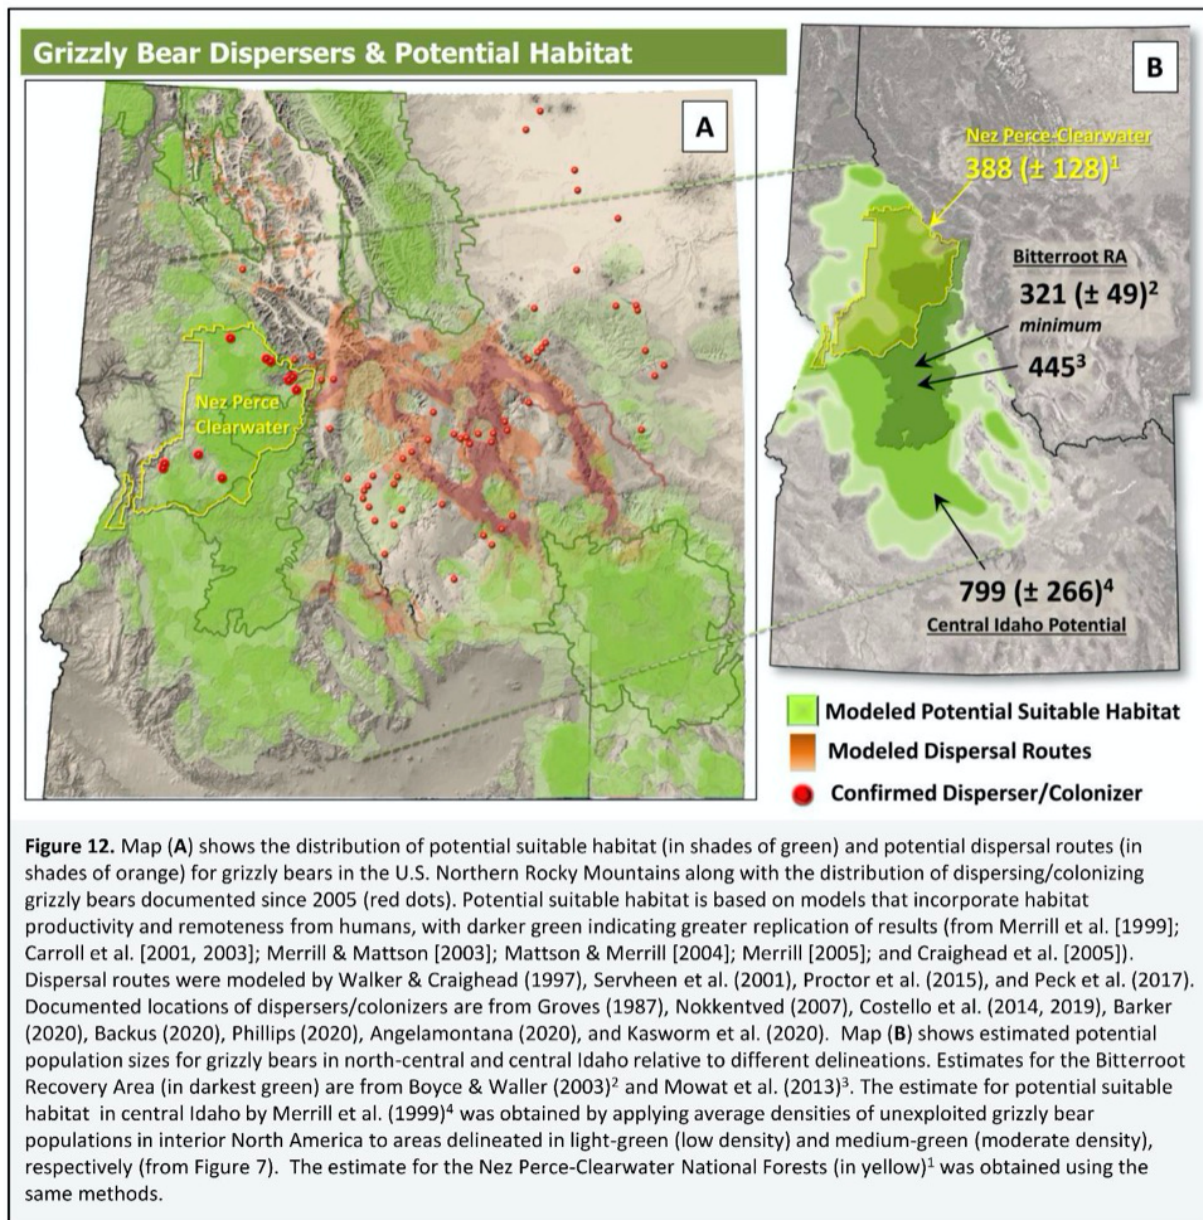 Grizzly Bear Dispersers & Potential Habitat
A
Nez Perce
Clearwater
B
Nez Perce-Clearwater
388 (± 128)¹
Bitterroot RA
321 (± 49)²
minimum
445³
799 (± 266)⁴
Central Idaho Potential
Modeled Potential Suitable Habitat
Modeled Dispersal Routes
Confirmed Disperser/Colonizer
Figure 12. Map (A) shows the distribution of potential suitable habitat (in shades of green) and potential dispersal routes (in
shades of orange) for grizzly bears in the U.S. Northern Rocky Mountains along with the distribution of dispersing/colonizing
grizzly bears documented since 2005 (red dots). Potential suitable habitat is based on models that incorporate habitat
productivity and remoteness from humans, with darker green indicating greater replication of results (from Merrill et al. [1999];
Carroll et al. [2001, 2003]; Merrill & Mattson [2003]; Mattson & Merrill [2004]; Merrill [2005]; and Craighead et al. [2005]).
Dispersal routes were modeled by Walker & Craighead (1997), Servheen et al. (2001), Proctor et al. (2015), and Peck et al. (2017).
Documented locations of dispersers/colonizers are from Groves (1987), Nokkentved (2007), Costello et al. (2014, 2019), Barker
(2020), Backus (2020), Phillips (2020), Angelamontana (2020), and Kasworm et al. (2020). Map (B) shows estimated potential
population sizes for grizzly bears in north-central and central Idaho relative to different delineations. Estimates for the Bitterroot
Recovery Area (in darkest green) are from Boyce & Waller (2003)² and Mowat et al. (2013)³. The estimate for potential suitable
habitat in central Idaho by Merrill et al. (1999)⁴ was obtained by applying average densities of unexploited grizzly bear
populations in interior North America to areas delineated in light-green (low density) and medium-green (moderate density),
respectively (from Figure 7). The estimate for the Nez Perce-Clearwater National Forests (in yellow)¹ was obtained using the
same methods.